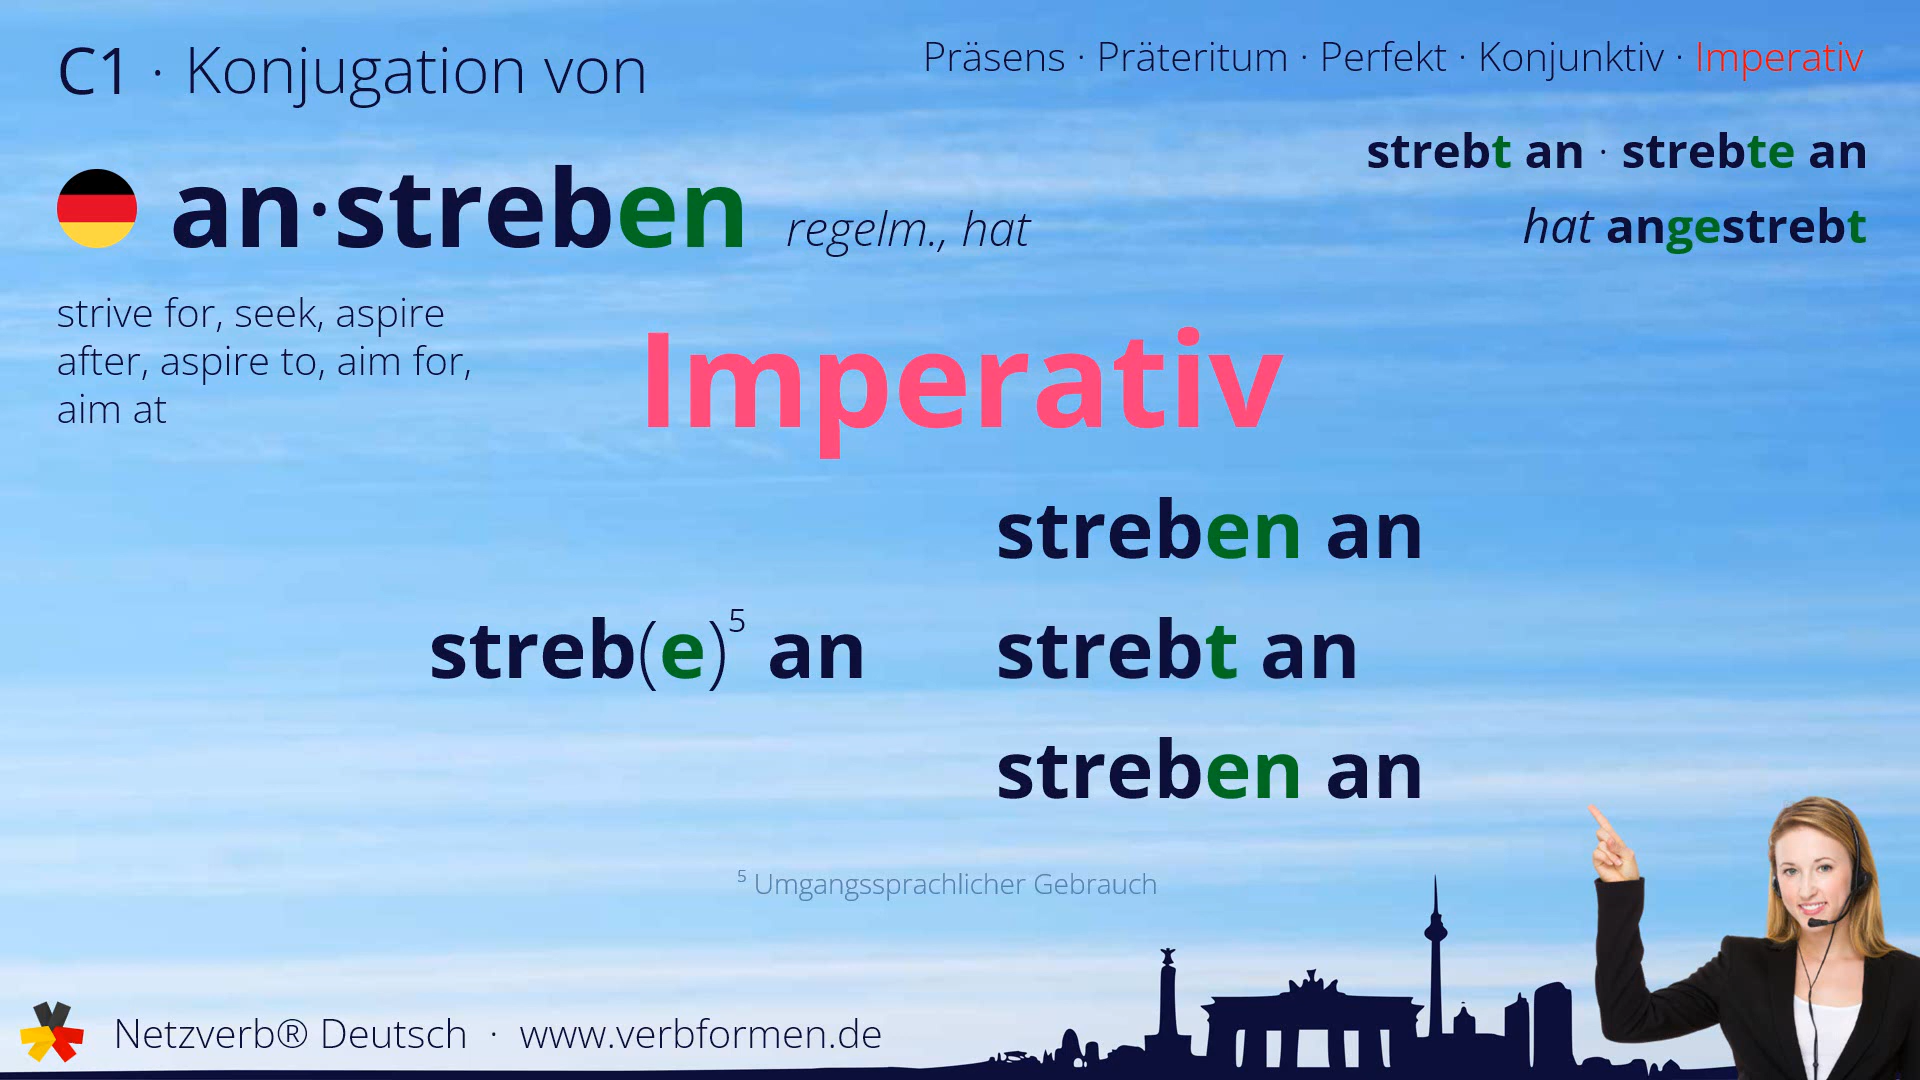 C1 · Konjugation von
Präsens · Präteritum · Perfekt · Konjunktiv · Imperativ
an·streben regelm., hat
strebt an · strebte an
hat angestrebt
strive for, seek, aspire
after, aspire to, aim for,
aim at
Imperativ
streben an
streb(e)⁵ an strebt an
streben an
⁵ Umgangssprachlicher Gebrauch
Netzverb® Deutsch · www.verbformen.de